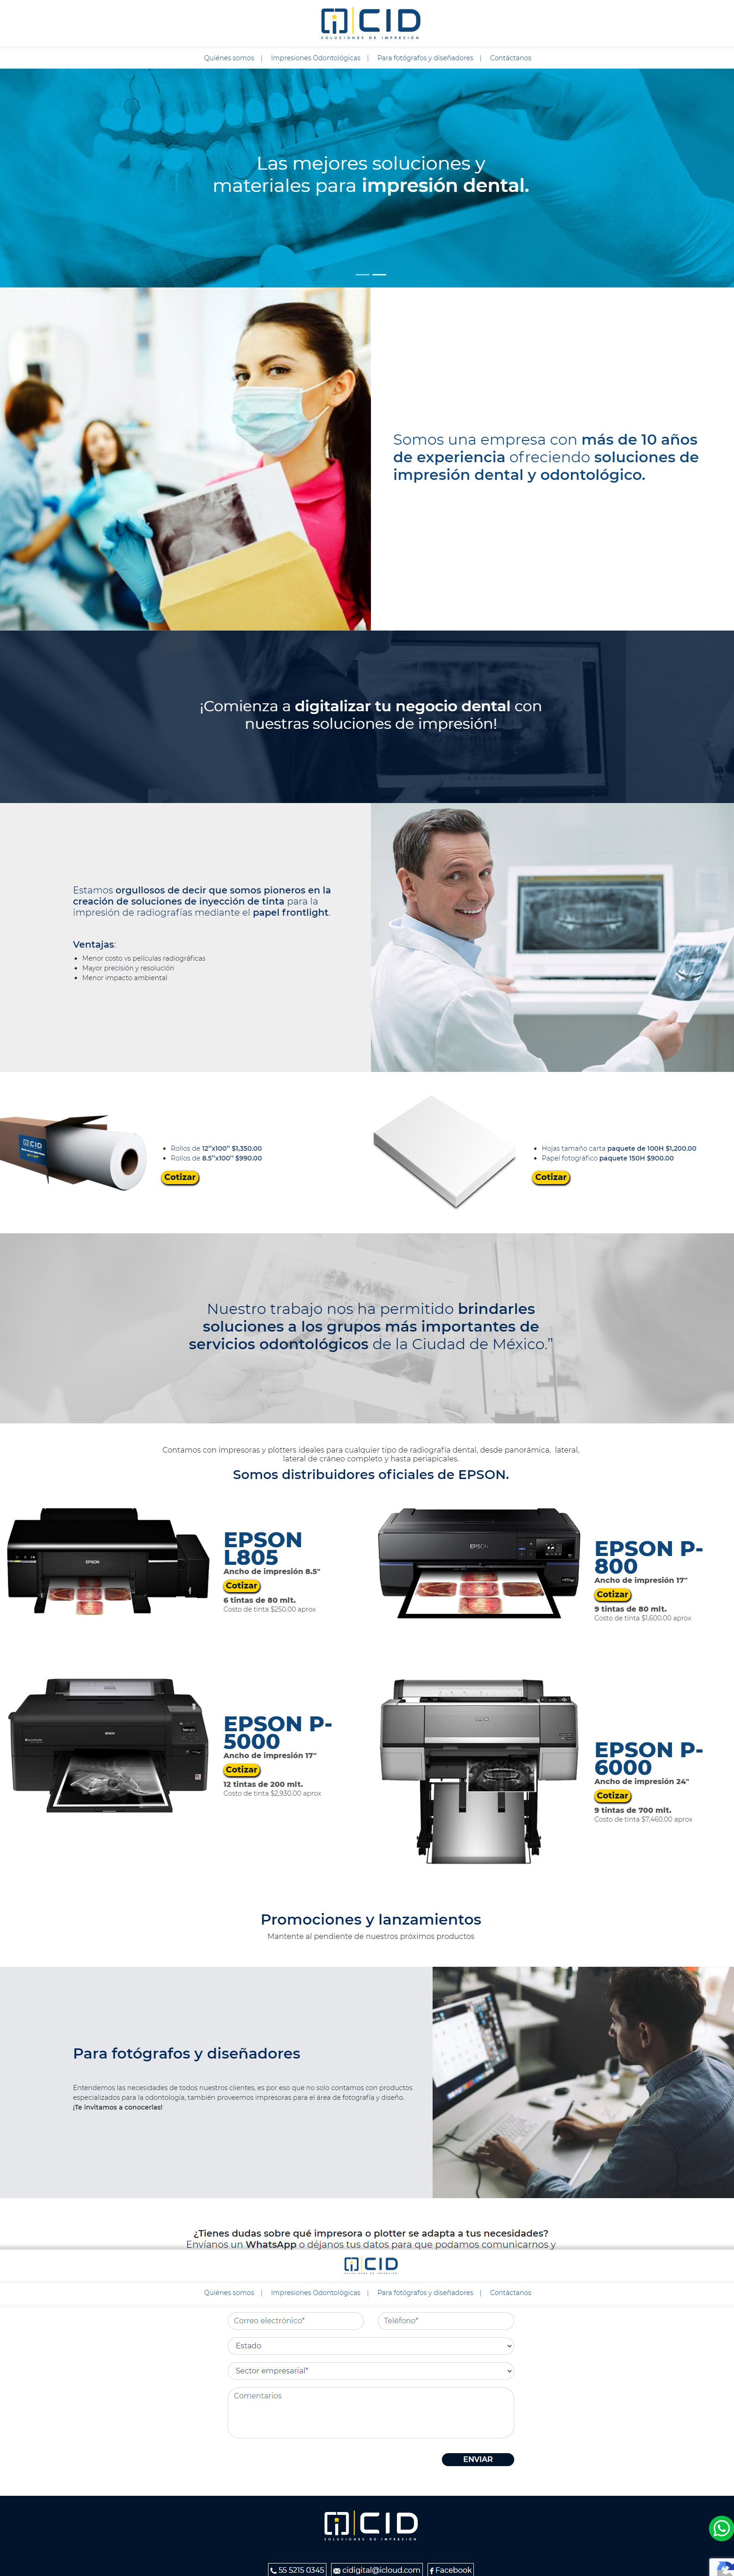 CID
SOLUCIONES DE IMPRESIÓN
Quiénes somos | Impresiones Odontológicas | Para fotógrafos y diseñadores | Contáctanos
Las mejores soluciones y
materiales para impresión dental.
Somos una empresa con más de 10 años
de experiencia ofreciendo soluciones de
impresión dental y odontológico.
¡Comienza a digitalizar tu negocio dental con
nuestras soluciones de impresión!
Estamos orgullosos de decir que somos pioneros en la
creación de soluciones de inyección de tinta para la
impresión de radiografías mediante el papel frontlight.
Ventajas:
Menor costo vs películas radiográficas
Mayor precisión y resolución
Menor impacto ambiental
CID
Rollos de 12’’x100’’ $1,350.00
Rollos de 8.5’’x100’’ $990.00
Cotizar
Hojas tamaño carta paquete de 100H $1,200.00
Papel fotográfico paquete 150H $900.00
Cotizar
Nuestro trabajo nos ha permitido brindarles
soluciones a los grupos más importantes de
servicios odontológicos de la Ciudad de México.”
Contamos con impresoras y plotters ideales para cualquier tipo de radiografía dental, desde panorámica, lateral,
lateral de cráneo completo y hasta periapicales.
Somos distribuidores oficiales de EPSON.
EPSON
EPSON
L805
Ancho de impresión 8.5"
Cotizar
6 tintas de 80 mlt.
Costo de tinta $250.00 aprox
EPSON
EPSON P-
800
Ancho de impresión 17"
Cotizar
9 tintas de 80 mlt.
Costo de tinta $1,600.00 aprox
EPSON
EPSON P-
5000
Ancho de impresión 17"
Cotizar
12 tintas de 200 mlt.
Costo de tinta $2,930.00 aprox
EPSON
EPSON P-
6000
Ancho de impresión 24"
Cotizar
9 tintas de 700 mlt.
Costo de tinta $7,460.00 aprox
Promociones y lanzamientos
Mantente al pendiente de nuestros próximos productos
Para fotógrafos y diseñadores
Entendemos las necesidades de todos nuestros clientes, es por eso que no solo contamos con productos
especializados para la odontología, también proveemos impresoras para el área de fotografía y diseño.
¡Te invitamos a conocerlas!
¿Tienes dudas sobre qué impresora o plotter se adapta a tus necesidades?
Envíanos un WhatsApp o déjanos tus datos para que podamos comunicarnos y
CID
SOLUCIONES DE IMPRESIÓN
Quiénes somos | Impresiones Odontológicas | Para fotógrafos y diseñadores | Contáctanos
Correo electrónico*
Teléfono*
Estado
Sector empresarial*
Comentarios
ENVIAR
CID
SOLUCIONES DE IMPRESIÓN
55 5215 0345
cidigital@icloud.com
Facebook